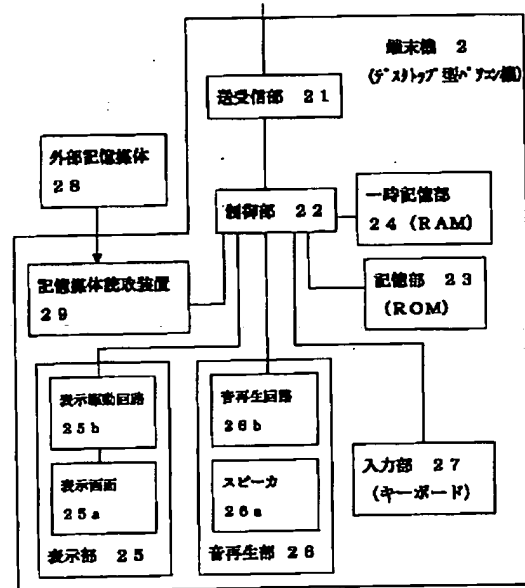 端末機 2
(デスクトップ型パソコン機)
送受信部 21
外部記憶媒体
28
制御部 22
一時記憶部
24 (RAM)
記憶媒体読取装置
29
記憶部 23
(ROM)
表示駆動回路
25b
音再生回路
26b
表示画面
25a
スピーカ
26a
入力部 27
(キーボード)
表示部 25
音再生部 26